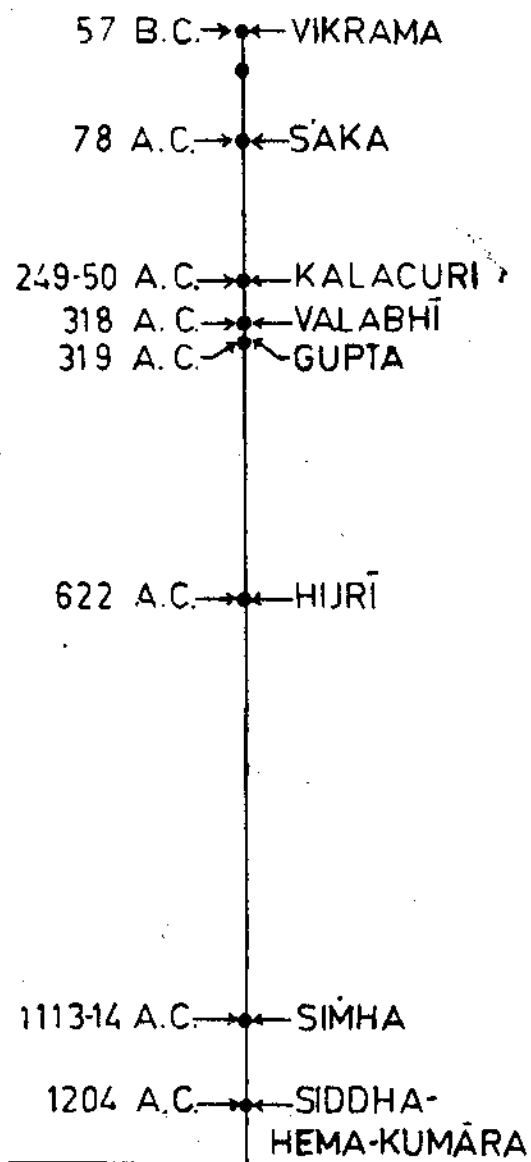 57 B.C. VIKRAMA
78 A.C. ŚAKA
249-50 A.C. KALACURI
318 A.C. VALABHĪ
319 A.C. GUPTA
622 A.C. HIJRĪ
1113-14 A.C. SIṀHA
1204 A.C. SIDDHA-
HEMA-KUMĀRA